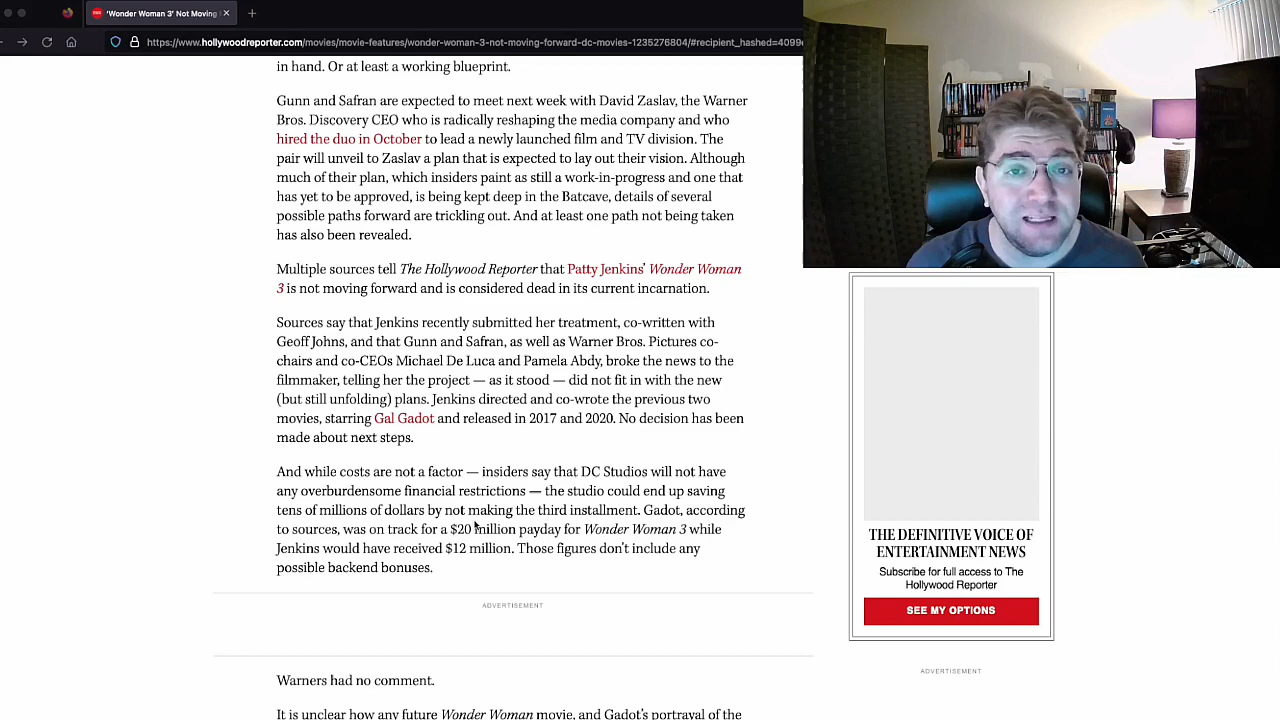 'Wonder Woman 3' Not Moving
https://www.hollywoodreporter.com/movies/movie-features/wonder-woman-3-not-moving-forward-dc-movies-1235276804/#recipient_hashed=4099
in hand. Or at least a working blueprint.
Gunn and Safran are expected to meet next week with David Zaslav, the Warner
Bros. Discovery CEO who is radically reshaping the media company and who
hired the duo in October to lead a newly launched film and TV division. The
pair will unveil to Zaslav a plan that is expected to lay out their vision. Although
much of their plan, which insiders paint as still a work-in-progress and one that
has yet to be approved, is being kept deep in the Batcave, details of several
possible paths forward are trickling out. And at least one path not being taken
has also been revealed.
Multiple sources tell The Hollywood Reporter that Patty Jenkins' Wonder Woman
3 is not moving forward and is considered dead in its current incarnation.
Sources say that Jenkins recently submitted her treatment, co-written with
Geoff Johns, and that Gunn and Safran, as well as Warner Bros. Pictures co-
chairs and co-CEOs Michael De Luca and Pamela Abdy, broke the news to the
filmmaker, telling her the project — as it stood — did not fit in with the new
(but still unfolding) plans. Jenkins directed and co-wrote the previous two
movies, starring Gal Gadot and released in 2017 and 2020. No decision has been
made about next steps.
And while costs are not a factor — insiders say that DC Studios will not have
any overburdensome financial restrictions — the studio could end up saving
tens of millions of dollars by not making the third installment. Gadot, according
to sources, was on track for a $20 million payday for Wonder Woman 3 while
Jenkins would have received $12 million. Those figures don't include any
possible backend bonuses.
ADVERTISEMENT
Warners had no comment.
It is unclear how any future Wonder Woman movie, and Gadot's portrayal of the
THE DEFINITIVE VOICE OF
ENTERTAINMENT NEWS
Subscribe for full access to The
Hollywood Reporter
SEE MY OPTIONS
ADVERTISEMENT